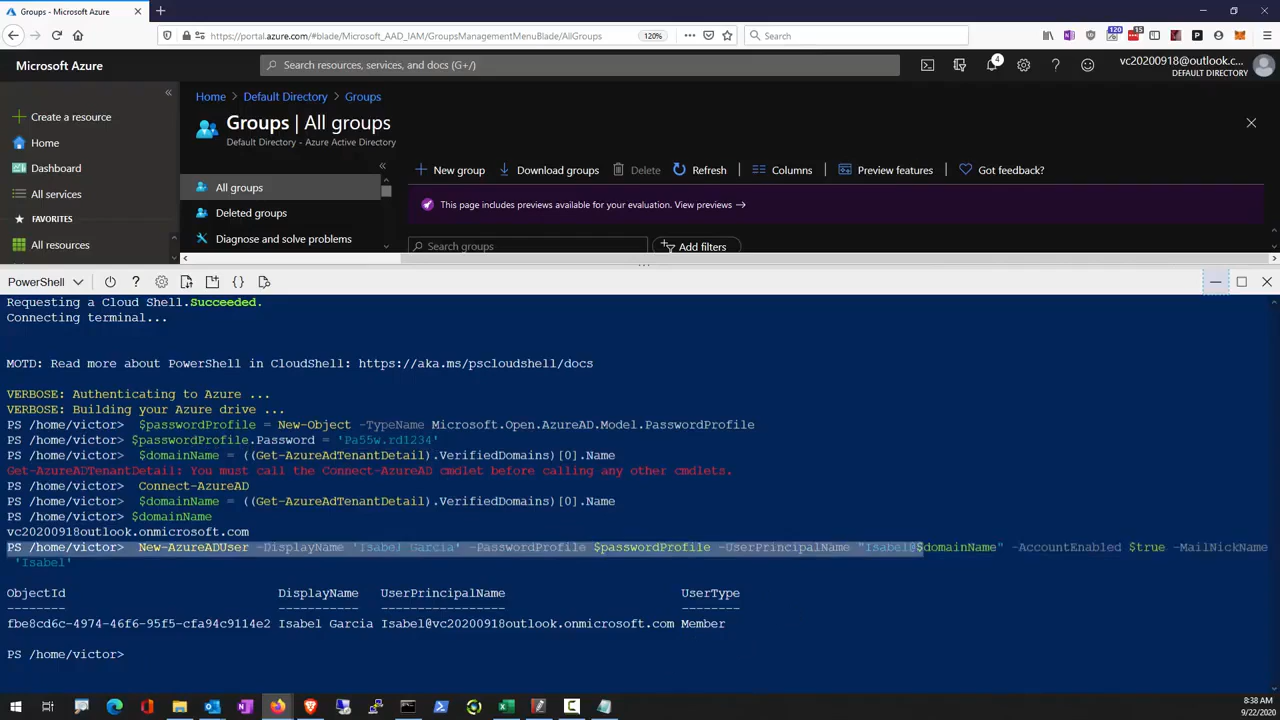 Groups - Microsoft Azure
https://portal.azure.com/#blade/Microsoft_AAD_IAM/GroupsManagementMenuBlade/AllGroups
120%
Search
120
15
Microsoft Azure
Search resources, services, and docs (G+/)
4
vc20200918@outlook.c...
DEFAULT DIRECTORY
Create a resource
Home
Dashboard
All services
FAVORITES
All resources
Home > Default Directory > Groups
Groups | All groups
Default Directory - Azure Active Directory
All groups
Deleted groups
Diagnose and solve problems
New group
Download groups
Delete
Refresh
Columns
Preview features
Got feedback?
This page includes previews available for your evaluation. View previews →
Search groups
Add filters
PowerShell
Requesting a Cloud Shell.Succeeded.
Connecting terminal...
MOTD: Read more about PowerShell in CloudShell: https://aka.ms/pscloudshell/docs
VERBOSE: Authenticating to Azure ...
VERBOSE: Building your Azure drive ...
PS /home/victor> $passwordProfile = New-Object -TypeName Microsoft.Open.AzureAD.Model.PasswordProfile
PS /home/victor> $passwordProfile.Password = 'Pa55w.rd1234'
PS /home/victor> $domainName = ((Get-AzureAdTenantDetail).VerifiedDomains)[0].Name
Get-AzureADTenantDetail: You must call the Connect-AzureAD cmdlet before calling any other cmdlets.
PS /home/victor> Connect-AzureAD
PS /home/victor> $domainName = ((Get-AzureAdTenantDetail).VerifiedDomains)[0].Name
PS /home/victor> $domainName
vc20200918outlook.onmicrosoft.com
PS /home/victor> New-AzureADUser -DisplayName 'Isabel Garcia' -PasswordProfile $passwordProfile -UserPrincipalName "Isabel@$domainName" -AccountEnabled $true -MailNickName
'Isabel'
ObjectId DisplayName UserPrincipalName UserType
-------- ----------- ----------------- --------
fbe8cd6c-4974-46f6-95f5-cfa94c9114e2 Isabel Garcia Isabel@vc20200918outlook.onmicrosoft.com Member
PS /home/victor>
8:38 AM
9/22/2020